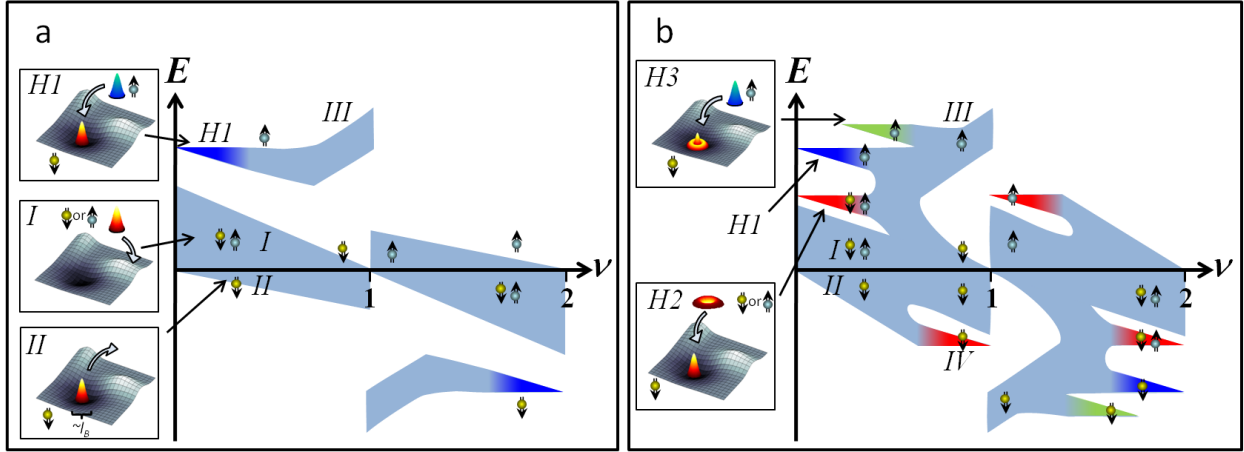 a
E
H1
I
or
II
~l_B
H1
III
I
II
1
2
ν
b
E
H3
H2
or
III
H1
I
II
IV
1
2
ν